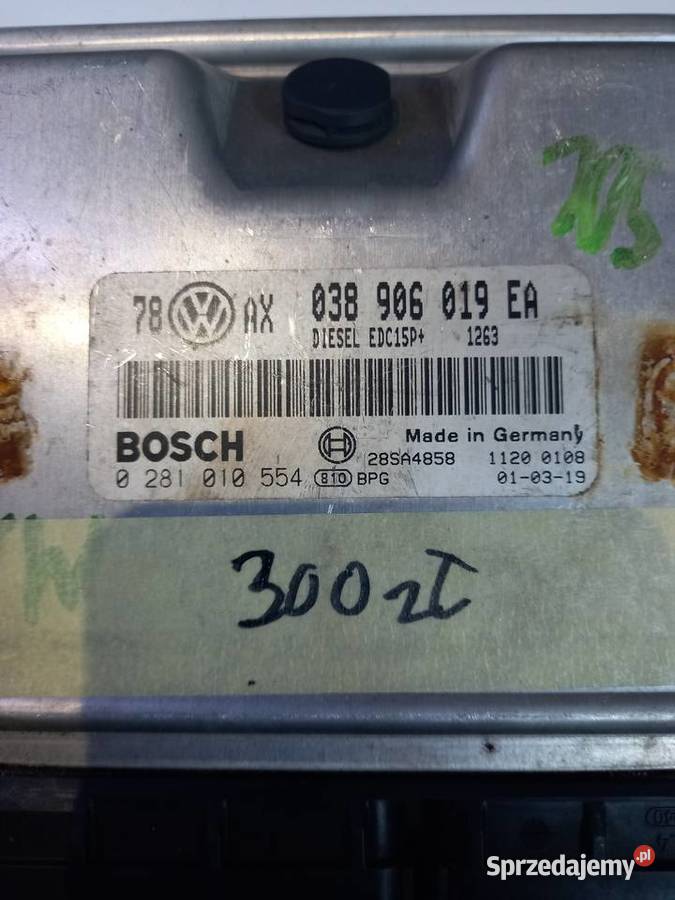 78 VW AX 038 906 019 EA
DIESEL EDC15P+ 1263
BOSCH Made in Germany
28SA4858 1120 0108
0 281 010 554 810 BPG 01-03-19
300zł
Sprzedajemy.pl